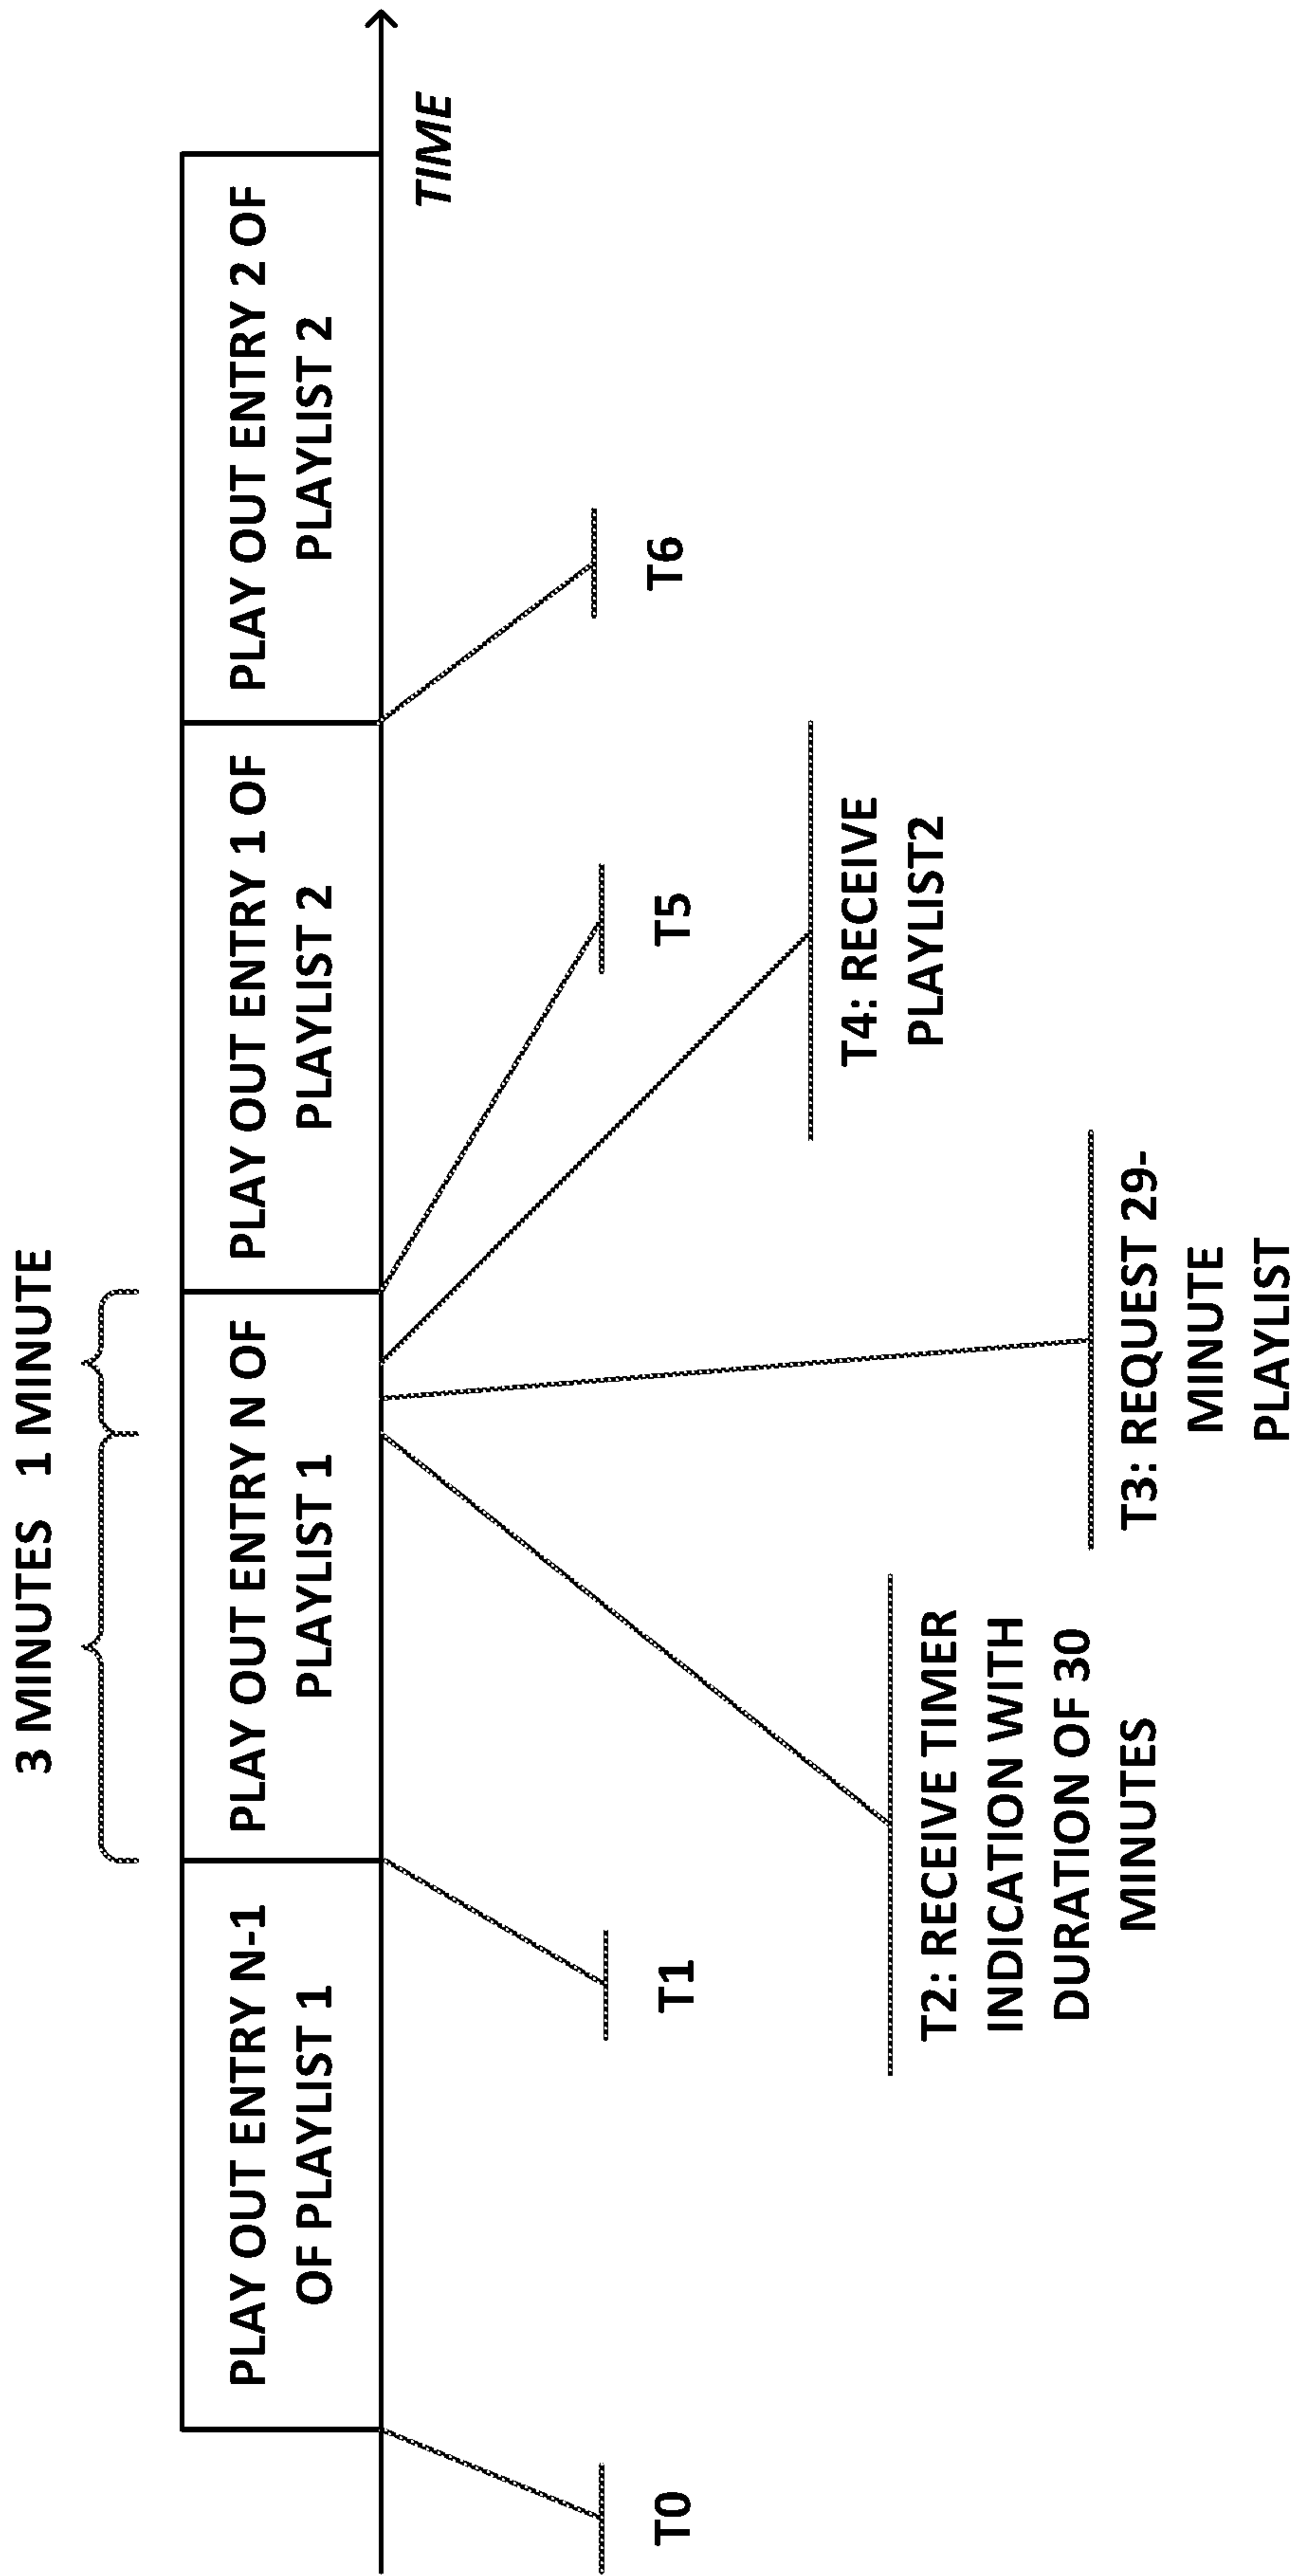 3 MINUTES 1 MINUTE
PLAY OUT ENTRY N-1
OF PLAYLIST 1
PLAY OUT ENTRY N OF
PLAYLIST 1
PLAY OUT ENTRY 1 OF
PLAYLIST 2
PLAY OUT ENTRY 2 OF
PLAYLIST 2
TIME
T0
T1
T5
T6
T2: RECEIVE TIMER
INDICATION WITH
DURATION OF 30
MINUTES
T3: REQUEST 29-
MINUTE
PLAYLIST
T4: RECEIVE
PLAYLIST2